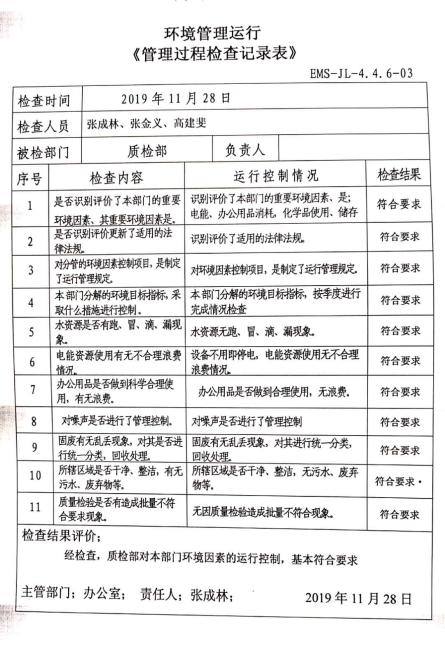 环境管理运行
《管理过程检查记录表》
EMS-JL-4.4.6-03
检查时间 2019年11月28日
检查人员 张成林、张金义、高建斐
被检部门 质检部 负责人
序号 检查内容 运行控制情况 检查结果
1 是否识别评价了本部门的重要 识别评价了本部门的重要环境因素、是; 符合要求
环境因素、其重要环境因素是。 电能、办公用品消耗，化学品使用、储存
2 是否识别评价更新了适用的法 识别评价了适用的法律法规。 符合要求
律法规。
3 对分管的环境因素控制项目，是制定 对环境因素控制项目，是制定了运行管理规定。 符合要求
了运行管理规定。
4 本部门分解的环境目标指标，采 本部门分解的环境目标指标，按季度进行 符合要求
取什么措施进行控制。 完成情况检查
5 水资源是否有跑、冒、滴、漏现 水资源无跑、冒、滴、漏现象。 符合要求
象。
6 电能资源使用有无不合理浪费 设备不用即停电，电能资源使用无不合理 符合要求
情况。 浪费情况。
7 办公用品是否做到科学合理使 办公用品是否做到合理使用，无浪费。 符合要求
用，有无浪费。
8 对噪声是否进行了管理控制。 对噪声是否进行了管理控制 符合要求
9 固废有无乱丢现象，对其是否进 固废有无乱丢现象，对其进行统一分类， 符合要求
行统一分类，回收处理。 回收处理。
10 所辖区域是否干净、整洁，有无 所辖区域是否干净、整洁，无污水、废弃 符合要求
污水、废弃物等。 物等。
11 质量检验是否有造成批量不符 无因质量检验造成批量不符合现象。 符合要求
合要求现象。
检查结果评价;
经检查，质检部对本部门环境因素的运行控制，基本符合要求
主管部门；办公室； 责任人；张成林； 2019年11月28日